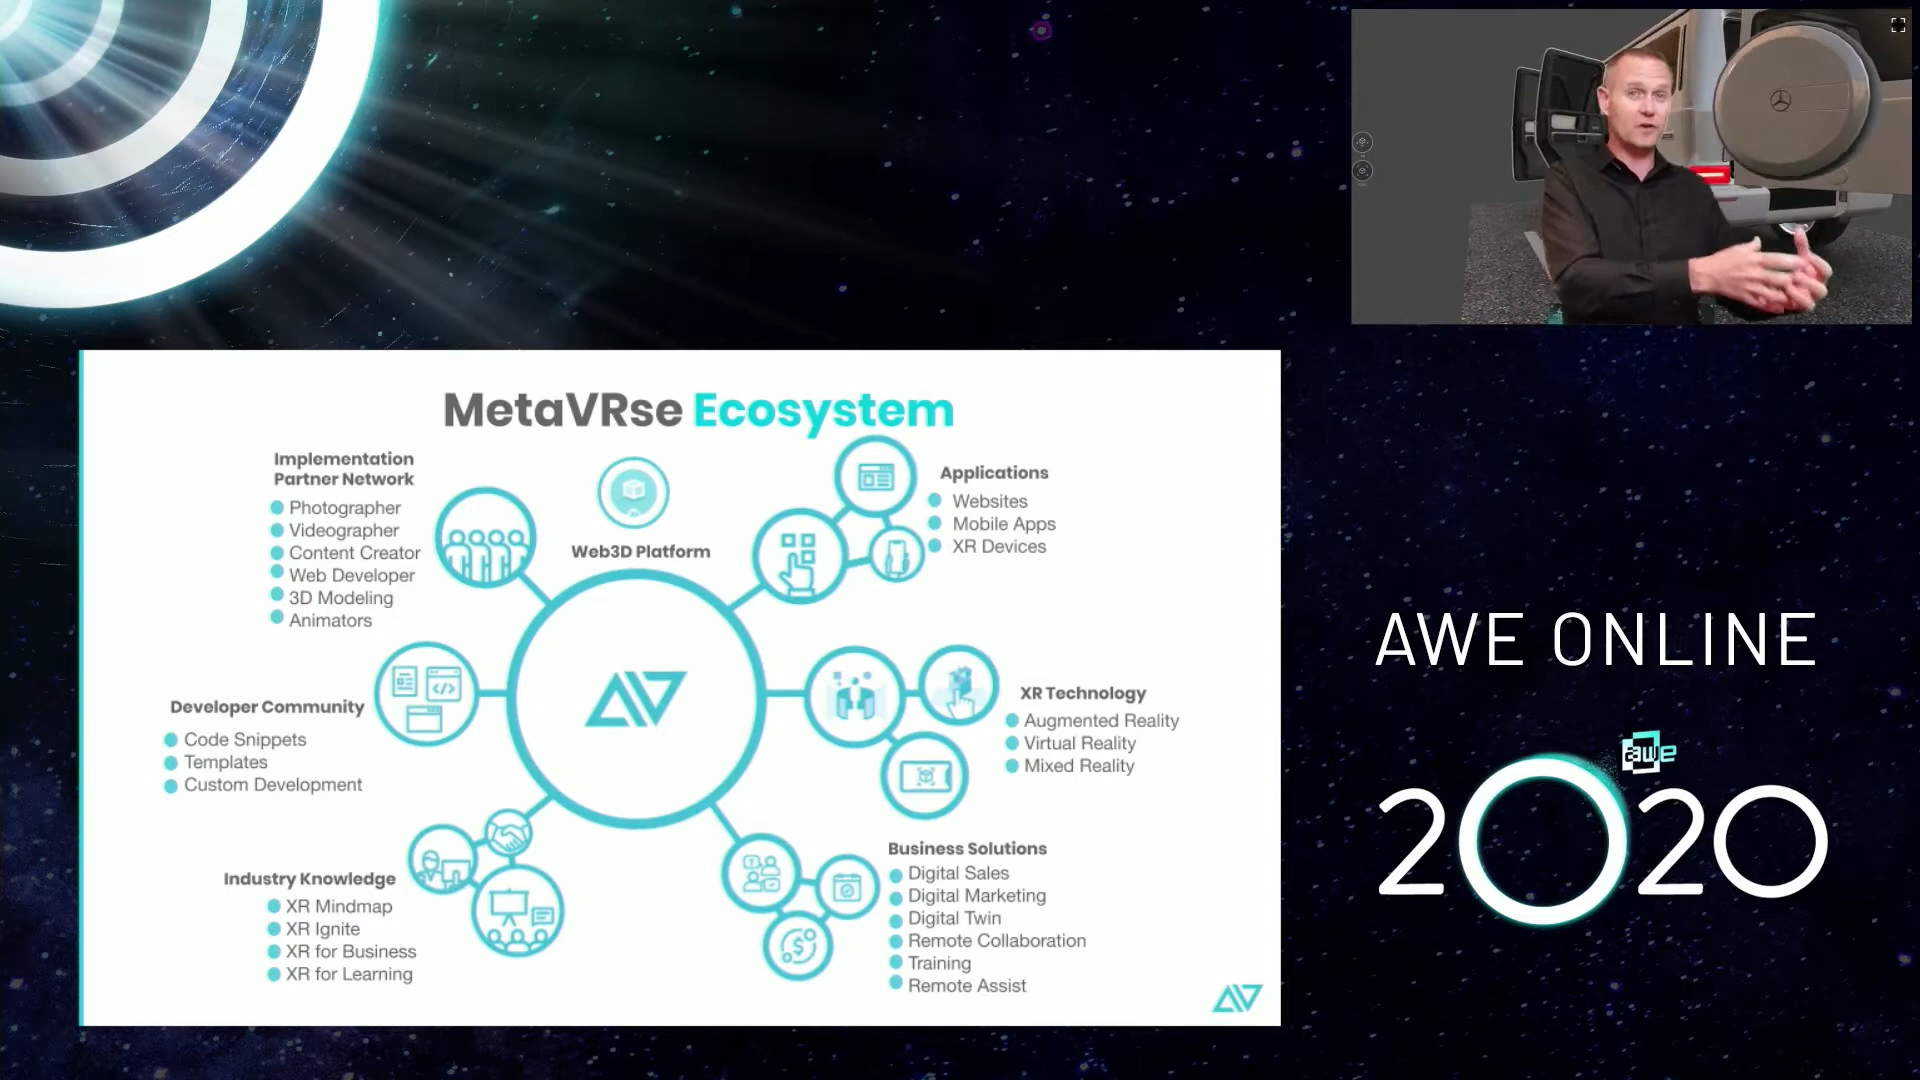 MetaVRse Ecosystem
Implementation
Partner Network
Photographer
Videographer
Content Creator
Web Developer
3D Modeling
Animators
Web3D Platform
Applications
Websites
Mobile Apps
XR Devices
Developer Community
Code Snippets
Templates
Custom Development
XR Technology
Augmented Reality
Virtual Reality
Mixed Reality
Industry Knowledge
XR Mindmap
XR Ignite
XR for Business
XR for Learning
Business Solutions
Digital Sales
Digital Marketing
Digital Twin
Remote Collaboration
Training
Remote Assist
AWE ONLINE
awe
2020